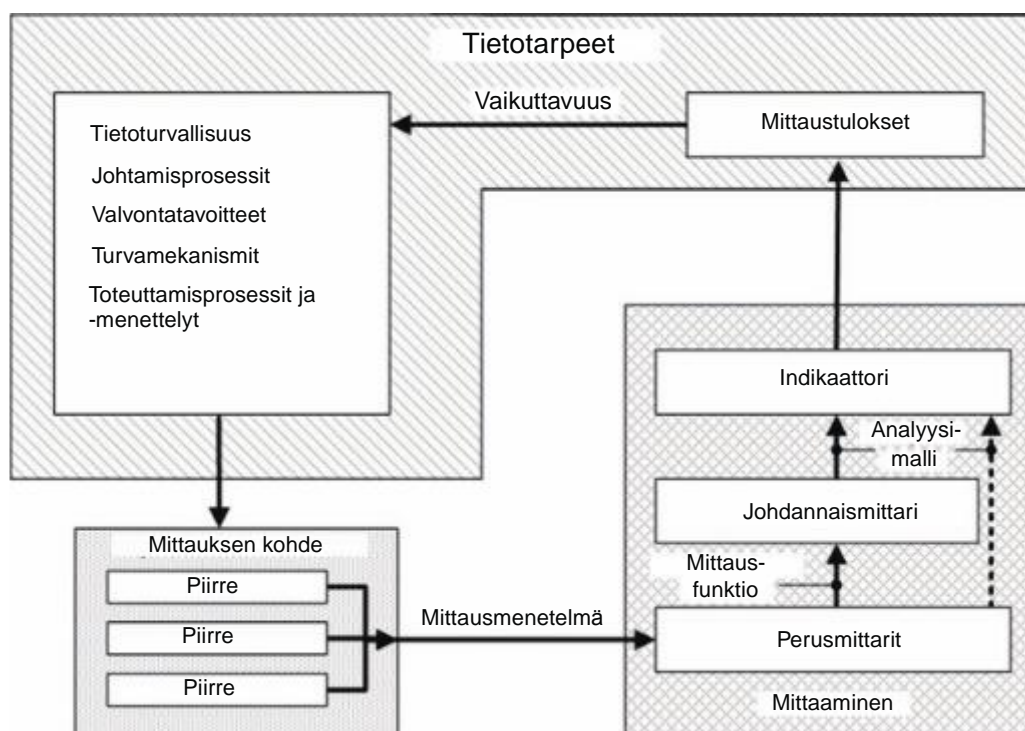 Tietotarpeet
Vaikuttavuus
Mittaustulokset
Tietoturvallisuus
Johtamisprosessit
Valvontatavoitteet
Turvamekanismit
Toteuttamisprosessit ja
-menettelyt
Indikaattori
Analyysi-
malli
Johdannaismittari
Mittaus-
funktio
Perusmittarit
Mittaaminen
Mittauksen kohde
Piirre
Piirre
Piirre
Mittausmenetelmä